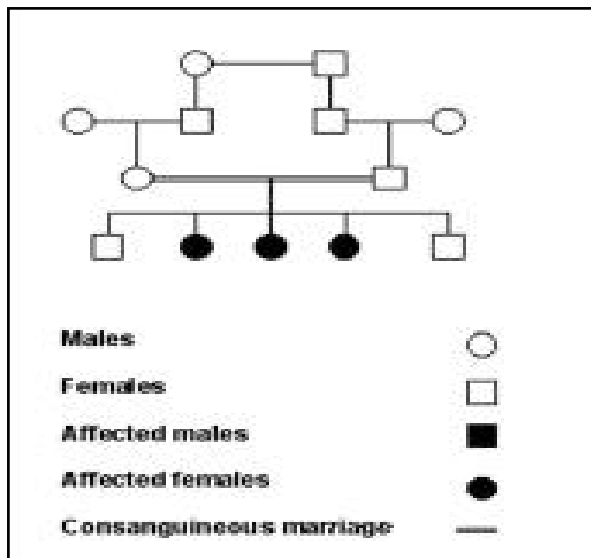 Males
Females
Affected males
Affected females
Consanguineous marriage